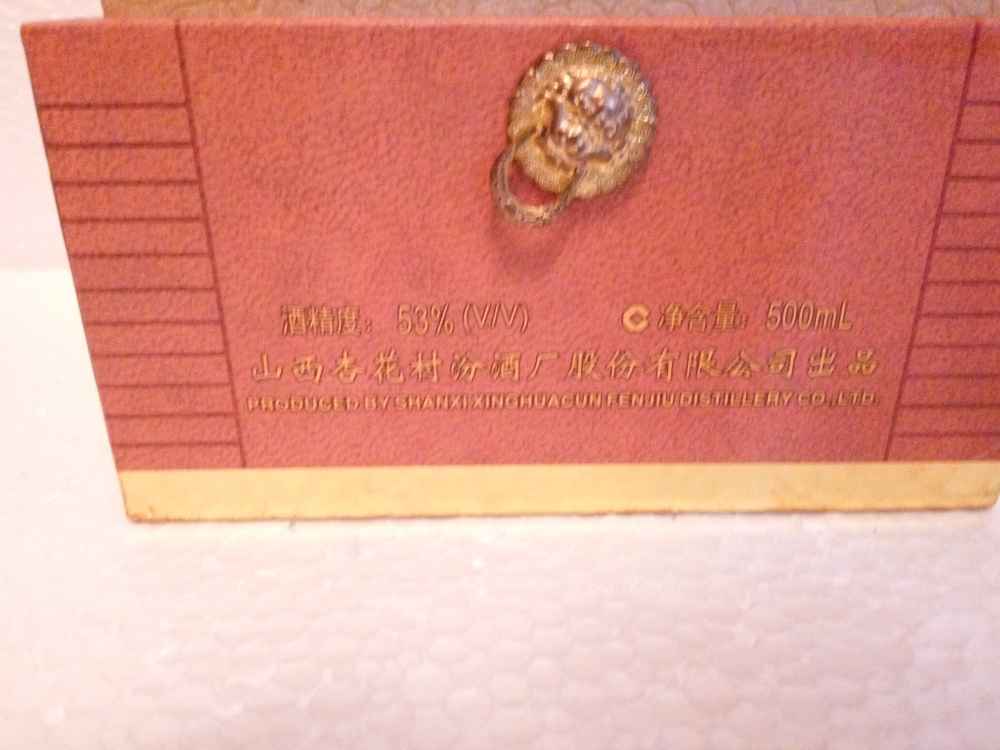 酒精度: 53% (V/V) 净含量: 500mL
山西杏花村汾酒厂股份有限公司出品
PRODUCED BY SHANXI XINGHUACUN FENJIU DISTILLERY CO., LTD.